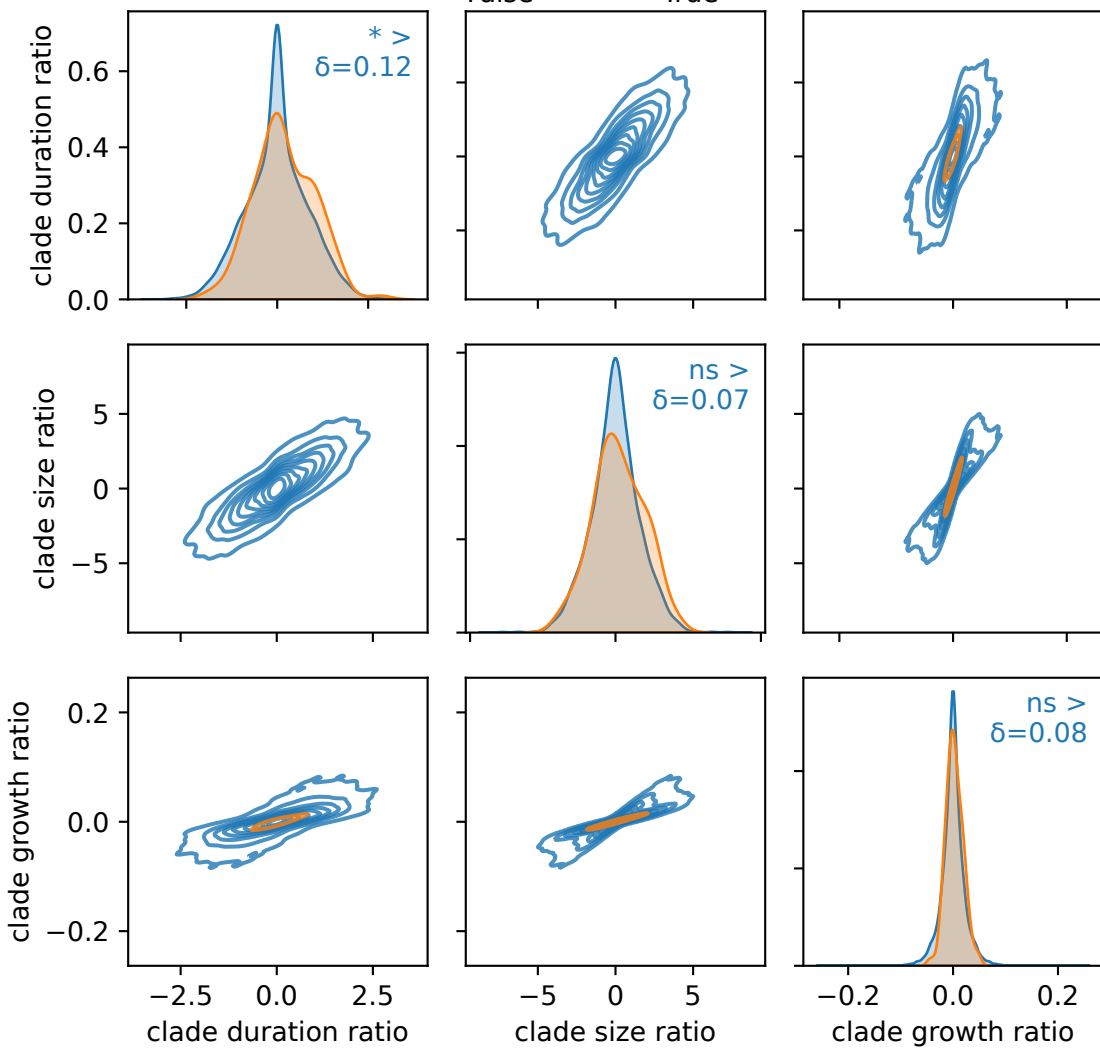 clade duration ratio
0.6
0.4
0.2
0.0
* >
δ=0.12
clade size ratio
5
0
−5
ns >
δ=0.07
clade growth ratio
0.2
0.0
−0.2
ns >
δ=0.08
−2.5 0.0 2.5
−5 0 5
−0.2 0.0 0.2
clade duration ratio
clade size ratio
clade growth ratio